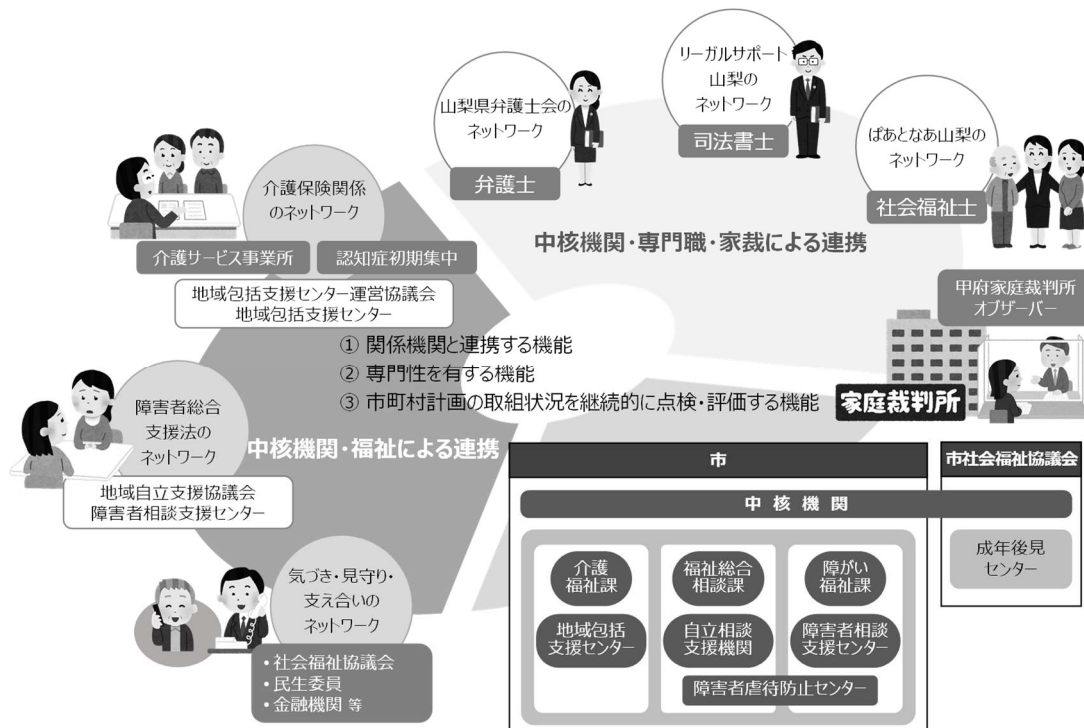 リーガルサポート
山梨の
ネットワーク
司法書士
山梨県弁護士会の
ネットワーク
弁護士
ぱあとなあ山梨の
ネットワーク
社会福祉士
介護保険関係
のネットワーク
介護サービス事業所
認知症初期集中
地域包括支援センター運営協議会
地域包括支援センター
中核機関・専門職・家裁による連携
甲府家庭裁判所
オブザーバー
家庭裁判所
① 関係機関と連携する機能
② 専門性を有する機能
③ 市町村計画の取組状況を継続的に点検・評価する機能
障害者総合
支援法の
ネットワーク
地域自立支援協議会
障害者相談支援センター
中核機関・福祉による連携
気づき・見守り・
支え合いの
ネットワーク
・社会福祉協議会
・民生委員
・金融機関 等
市
市社会福祉協議会
中核機関
介護
福祉課
福祉総合
相談課
障がい
福祉課
成年後見
センター
地域包括
支援センター
自立相談
支援機関
障害者相談
支援センター
障害者虐待防止センター